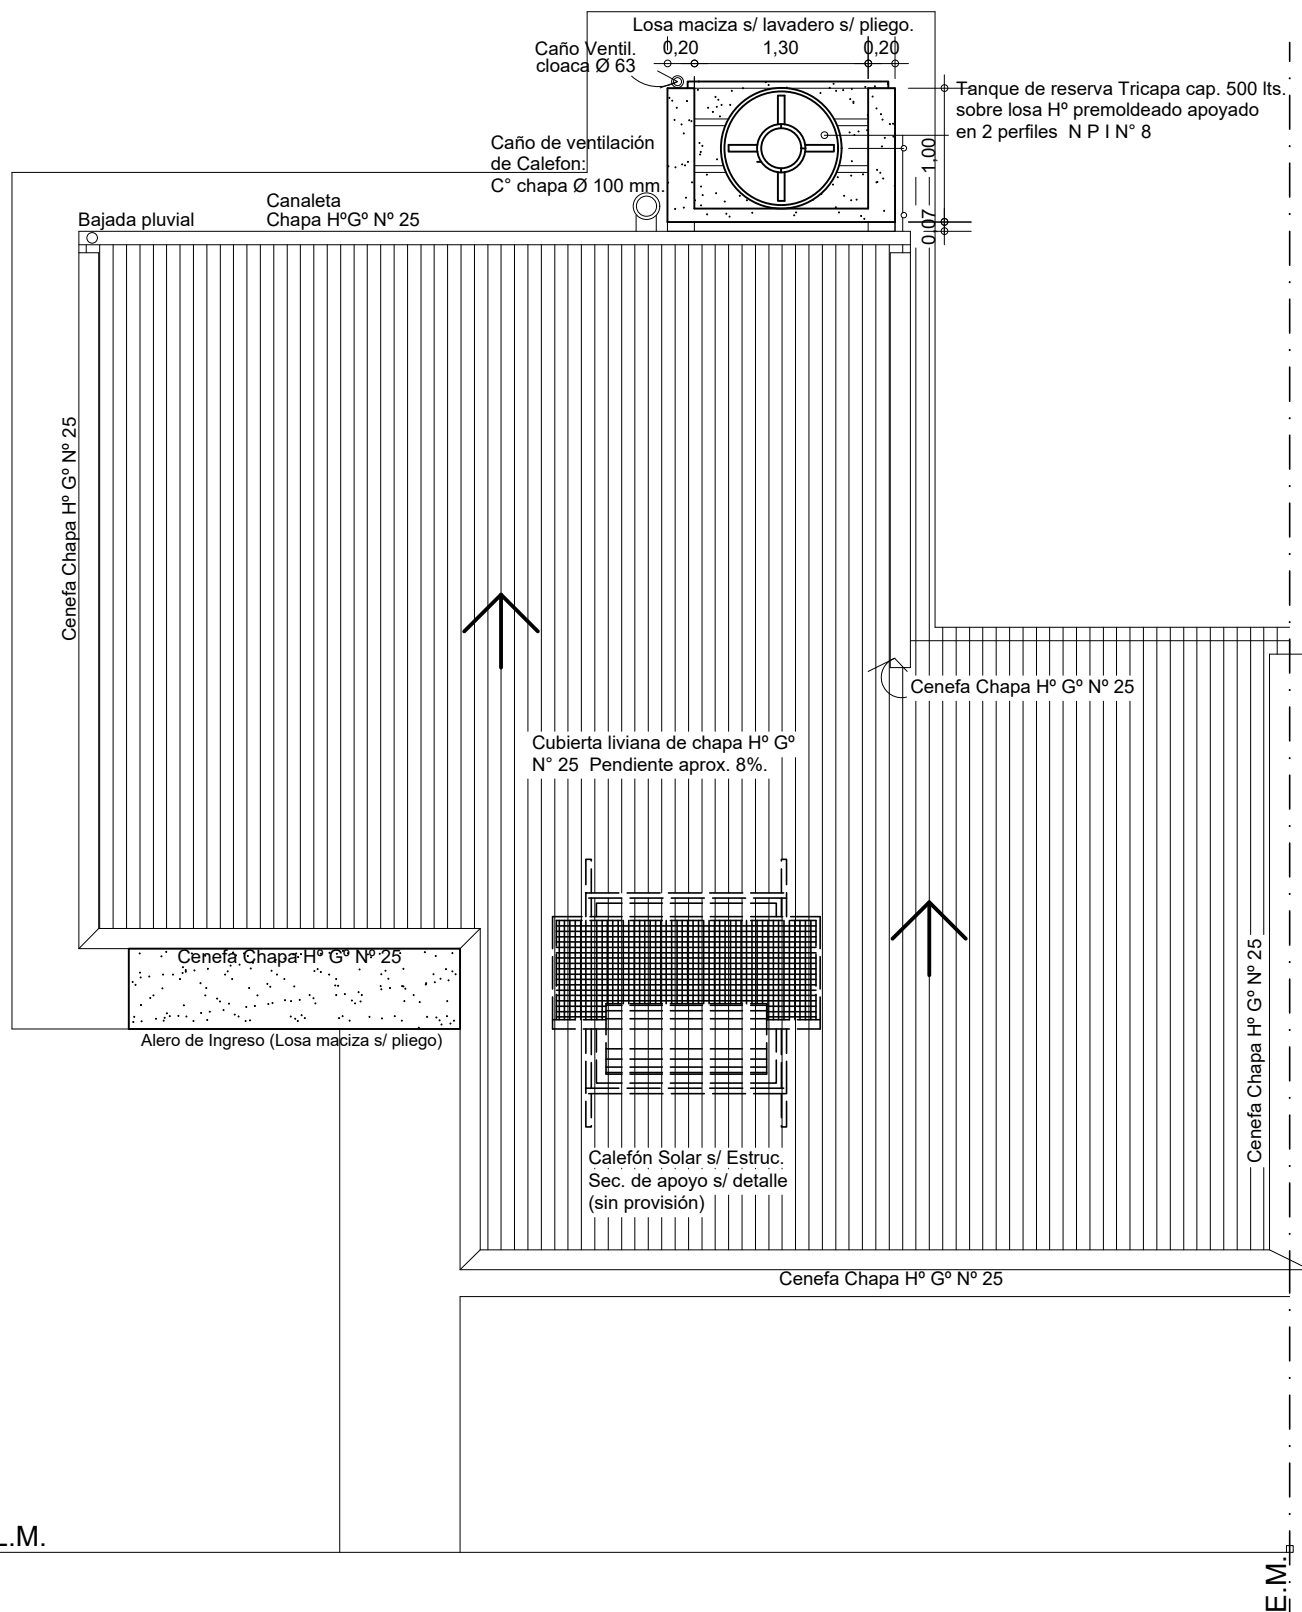 Losa maciza s/ lavadero s/ pliego.
0,20
1,30
0,20
Caño Ventil.
cloaca Ø 63
Tanque de reserva Tricapa cap. 500 lts.
sobre losa Hº premoldeado apoyado
en 2 perfiles N P I N° 8
1,00
0,07
Caño de ventilación
de Calefon:
C° chapa Ø 100 mm.
Bajada pluvial
Canaleta
Chapa HºGº Nº 25
Cenefa Chapa Hº Gº Nº 25
Cenefa Chapa Hº Gº Nº 25
Cubierta liviana de chapa Hº Gº
N° 25 Pendiente aprox. 8%.
Cenefa Chapa Hº Gº Nº 25
Alero de Ingreso (Losa maciza s/ pliego)
Cenefa Chapa Hº Gº Nº 25
Calefón Solar s/ Estruc.
Sec. de apoyo s/ detalle
(sin provisión)
Cenefa Chapa Hº Gº Nº 25
L.M.
E.M.